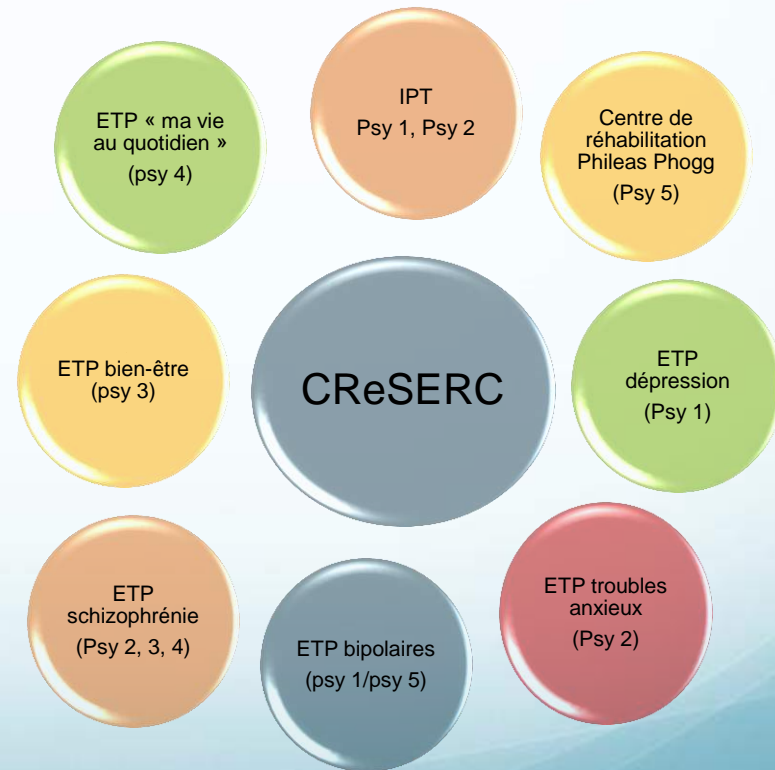 IPT
Psy 1, Psy 2
Centre de
réhabilitation
Phileas Phogg
(Psy 5)
ETP
dépression
(Psy 1)
ETP troubles
anxieux
(Psy 2)
ETP bipolaires
(psy 1/psy 5)
ETP
schizophrénie
(Psy 2, 3, 4)
ETP bien-être
(psy 3)
ETP « ma vie
au quotidien »
(psy 4)
CReSERC